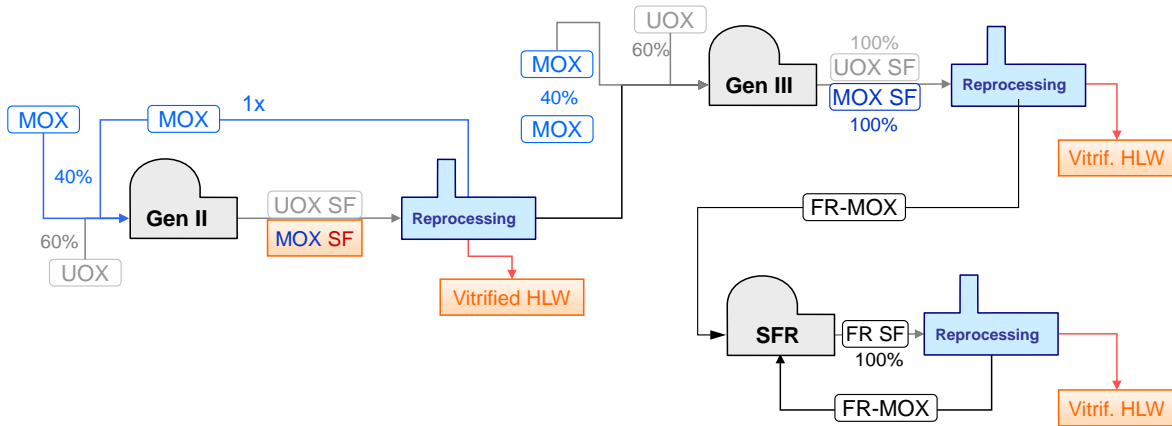 UOX
MOX
60%
40%
MOX
Gen III
100%
UOX SF
MOX SF
100%
Reprocessing
Vitrif. HLW
MOX
MOX
1x
40%
Gen II
60%
UOX
UOX SF
MOX SF
Reprocessing
Vitrified HLW
FR-MOX
SFR
FR SF
100%
Reprocessing
FR-MOX
Vitrif. HLW